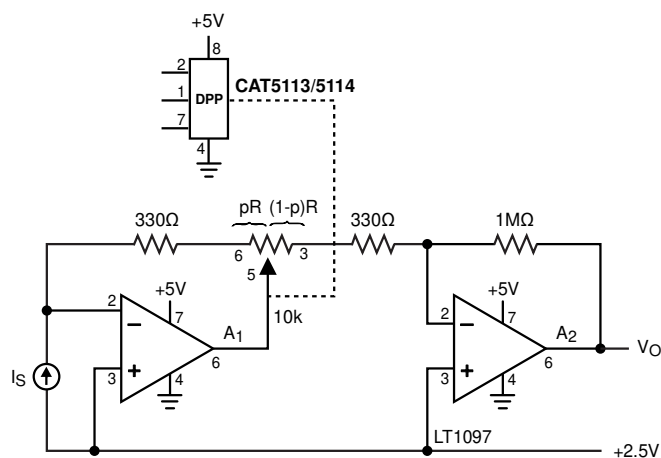 +5V
8
2
1
7
DPP
4
CAT5113/5114
330Ω
pR (1-p)R
330Ω
1MΩ
6
3
5
10k
+5V
7
2
–
A1
6
3
+
4
IS
+5V
7
2
–
A2
6
3
+
4
VO
LT1097
+2.5V